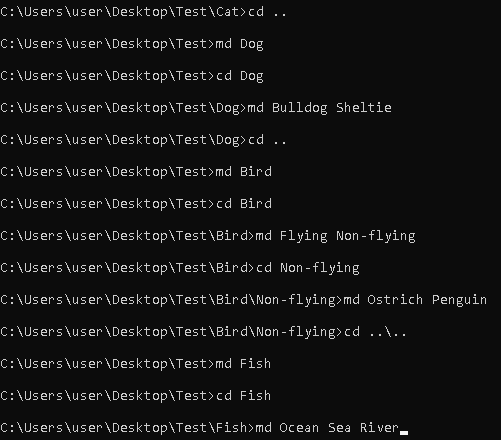 C:\Users\user\Desktop\Test\Cat>cd ..
C:\Users\user\Desktop\Test>md Dog
C:\Users\user\Desktop\Test>cd Dog
C:\Users\user\Desktop\Test\Dog>md Bulldog Sheltie
C:\Users\user\Desktop\Test\Dog>cd ..
C:\Users\user\Desktop\Test>md Bird
C:\Users\user\Desktop\Test>cd Bird
C:\Users\user\Desktop\Test\Bird>md Flying Non-flying
C:\Users\user\Desktop\Test\Bird>cd Non-flying
C:\Users\user\Desktop\Test\Bird\Non-flying>md Ostrich Penguin
C:\Users\user\Desktop\Test\Bird\Non-flying>cd ..\..
C:\Users\user\Desktop\Test>md Fish
C:\Users\user\Desktop\Test>cd Fish
C:\Users\user\Desktop\Test\Fish>md Ocean Sea River